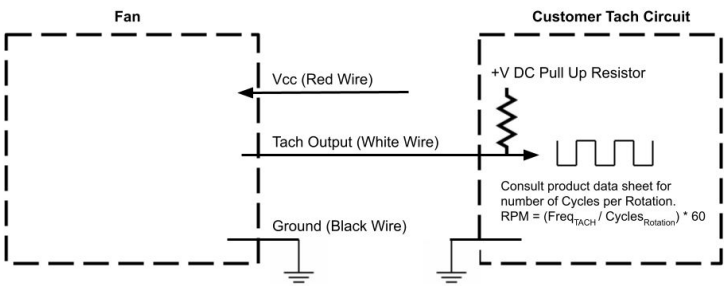 Fan
Customer Tach Circuit
Vcc (Red Wire)
+V DC Pull Up Resistor
Tach Output (White Wire)
Consult product data sheet for
number of Cycles per Rotation.
RPM = (FreqTACH / CyclesRotation) * 60
Ground (Black Wire)